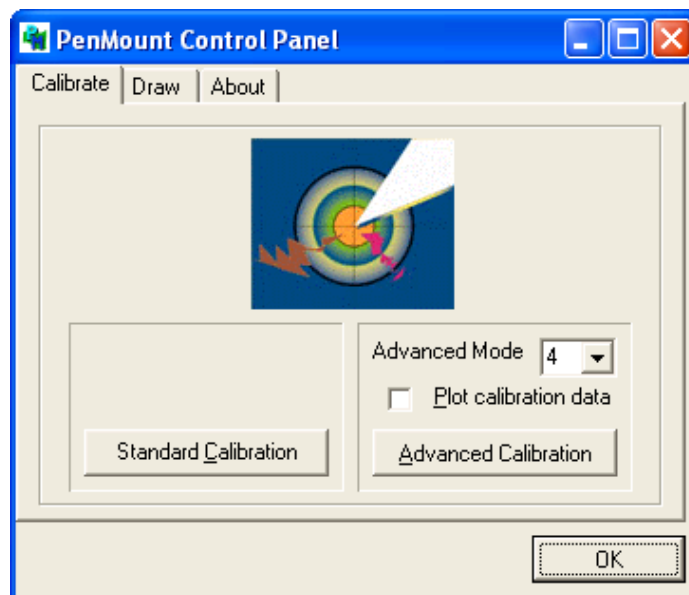 PenMount Control Panel
Calibrate Draw About
Advanced Mode 4
Plot calibration data
Standard Calibration Advanced Calibration
OK